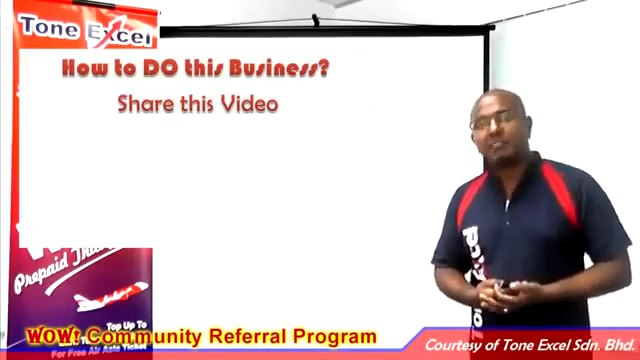 Tone Excel
How to DO this Business?
Share this Video
Prepaid
Top Up To
For Free Air Asia Ticket
WOW! Community Referral Program
Courtesy of Tone Excel Sdn. Bhd.